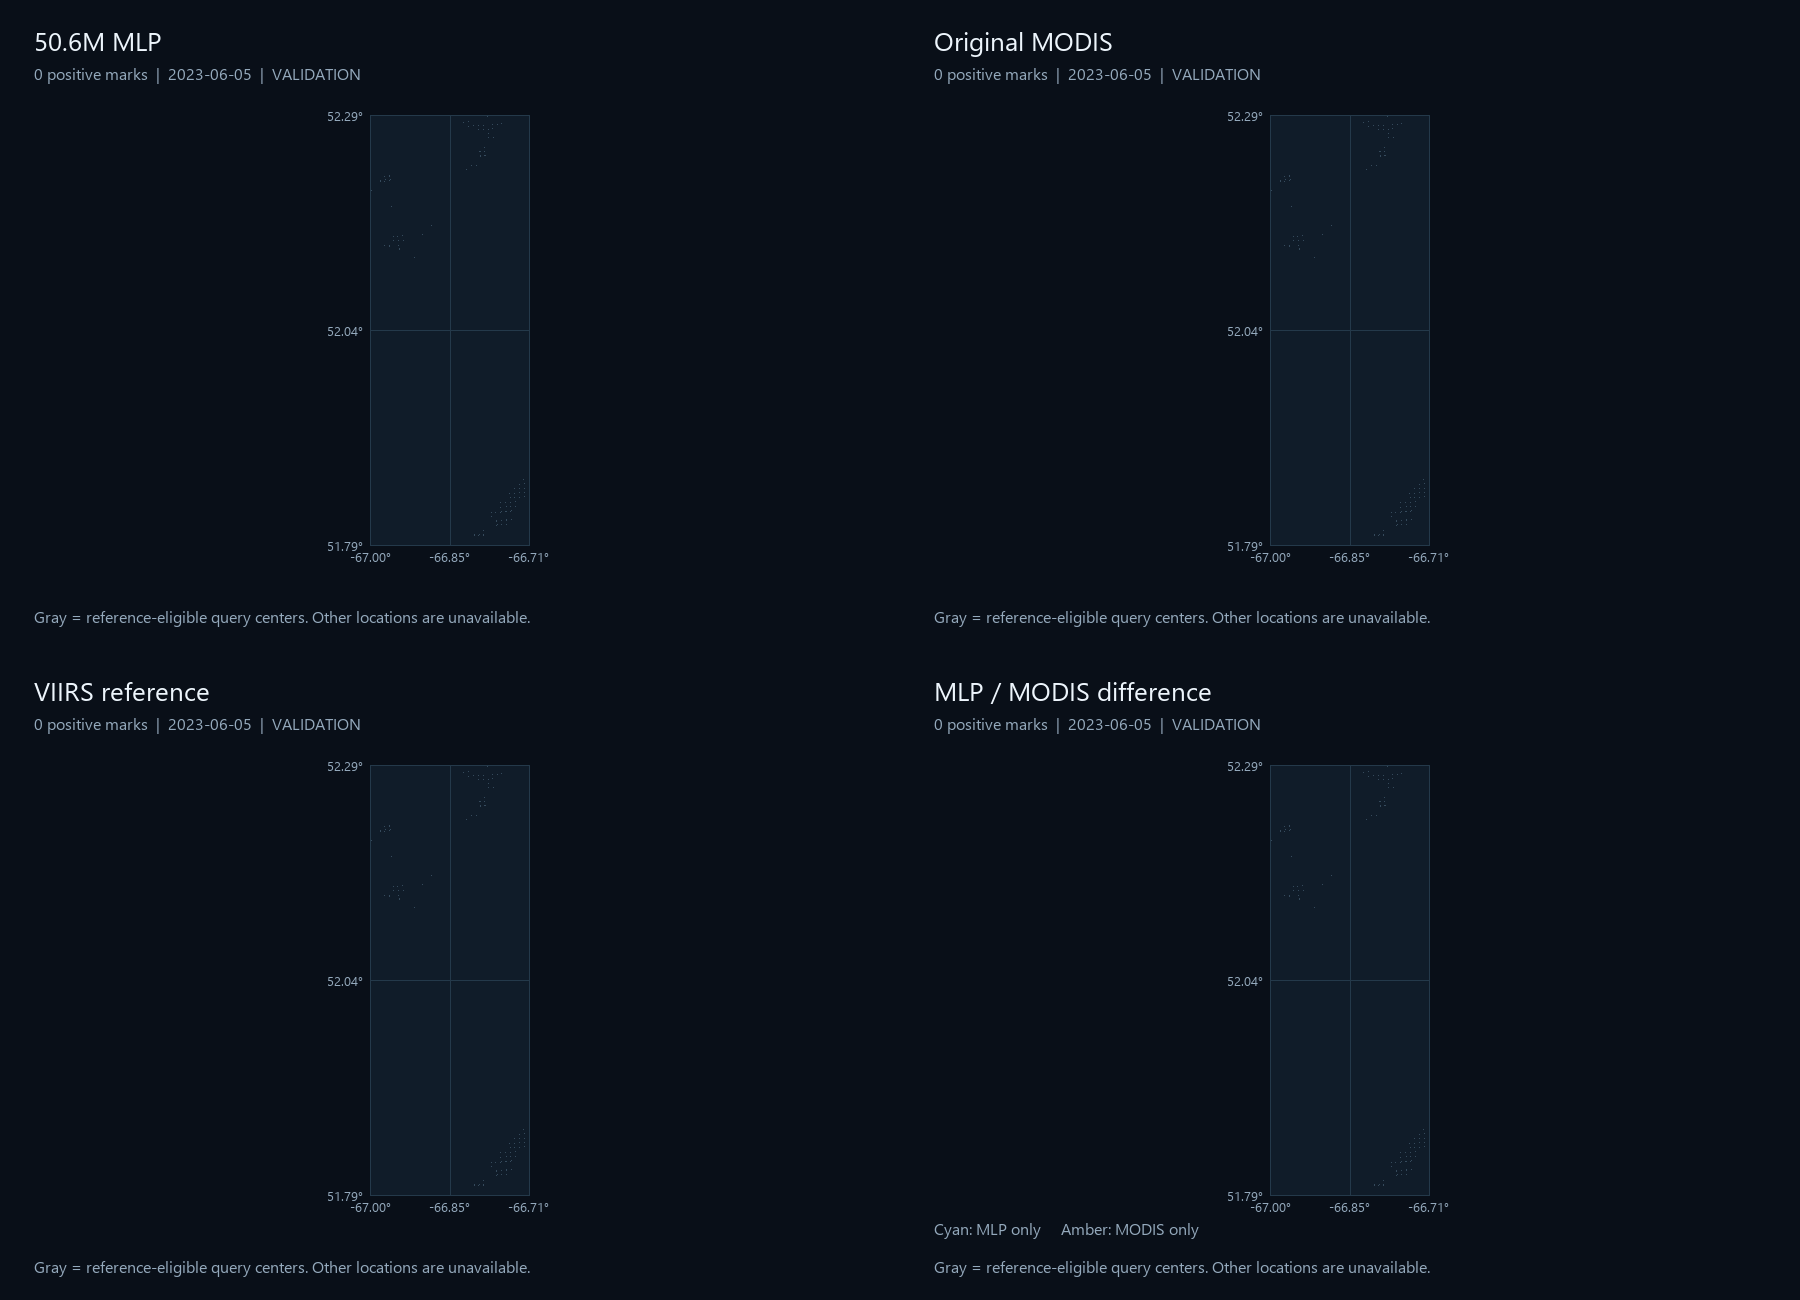 50.6M MLP
0 positive marks | 2023-06-05 | VALIDATION
52.29°
52.04°
51.79°
-67.00° -66.85° -66.71°
Gray = reference-eligible query centers. Other locations are unavailable.
Original MODIS
0 positive marks | 2023-06-05 | VALIDATION
52.29°
52.04°
51.79°
-67.00° -66.85° -66.71°
Gray = reference-eligible query centers. Other locations are unavailable.
VIIRS reference
0 positive marks | 2023-06-05 | VALIDATION
52.29°
52.04°
51.79°
-67.00° -66.85° -66.71°
Gray = reference-eligible query centers. Other locations are unavailable.
MLP / MODIS difference
0 positive marks | 2023-06-05 | VALIDATION
52.29°
52.04°
51.79°
-67.00° -66.85° -66.71°
Cyan: MLP only Amber: MODIS only
Gray = reference-eligible query centers. Other locations are unavailable.